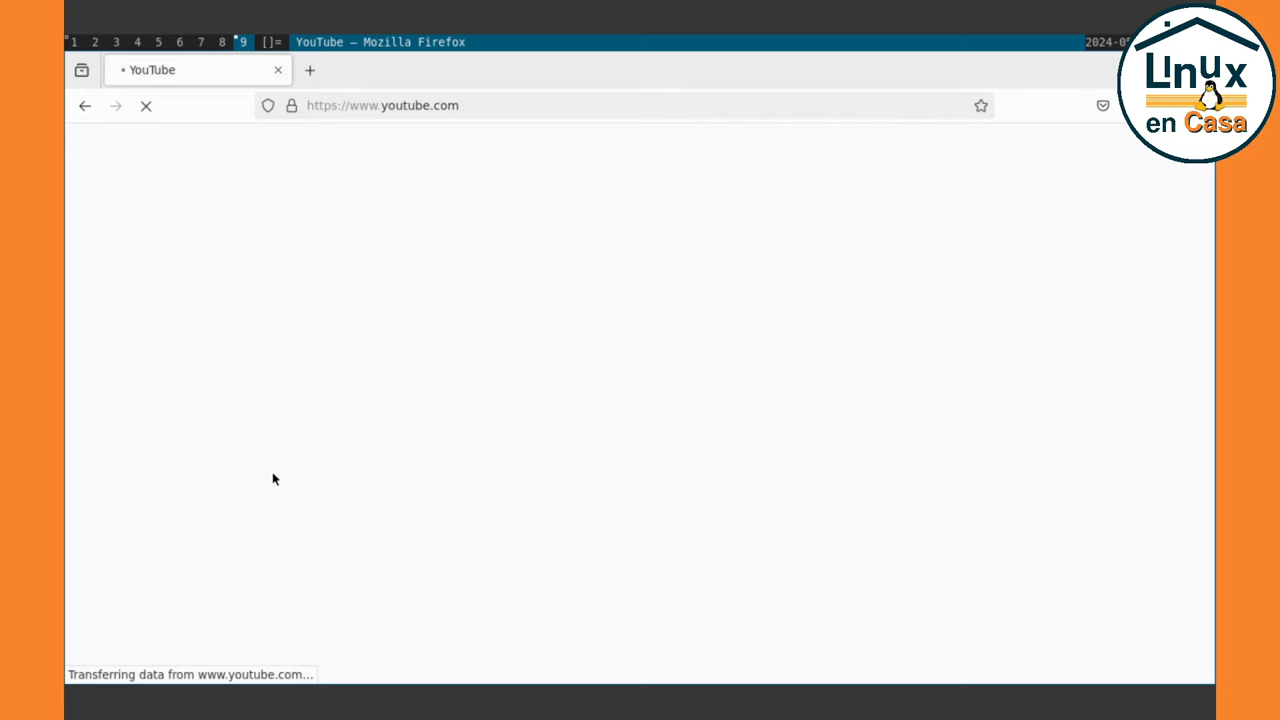 1 2 3 4 5 6 7 8 9 []= YouTube — Mozilla Firefox
YouTube
https://www.youtube.com
Linux
en Casa
Transferring data from www.youtube.com...